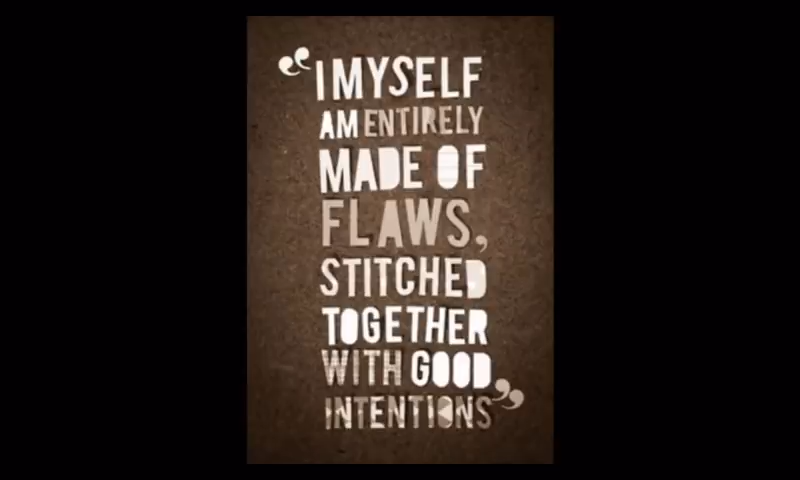 “I MYSELF
AM ENTIRELY
MADE OF
FLAWS,
STITCHED
TOGETHER
WITH GOOD
INTENTIONS”